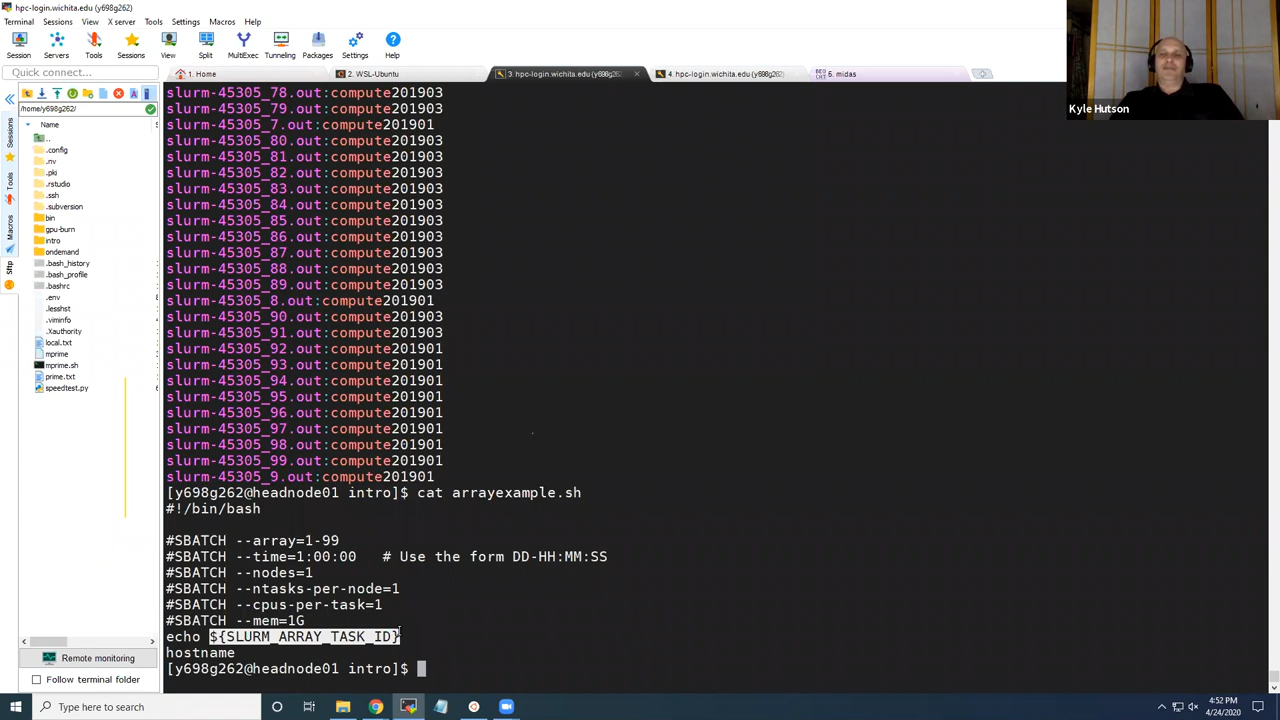 hpc-login.wichita.edu (y698g262)
Terminal Sessions View X server Tools Settings Macros Help
Session Servers Tools Sessions View Split MultiExec Tunneling Packages Settings Help
Quick connect...
1. Home
2. WSL-Ubuntu
3. hpc-login.wichita.edu (y698g262
4. hpc-login.wichita.edu (y698g262)
5. midas
Kyle Hutson
Sessions
Tools
Macros
Sftp
/home/y698g262/
Name
..
.config
.nv
.pki
.rstudio
.ssh
.subversion
bin
gpu-burn
intro
ondemand
.bash_history
.bash_profile
.bashrc
.env
.lesshst
.viminfo
.Xauthority
local.txt
mprime
mprime.sh
prime.txt
speedtest.py
Remote monitoring
Follow terminal folder
slurm-45305_78.out:compute201903
slurm-45305_79.out:compute201903
slurm-45305_7.out:compute201901
slurm-45305_80.out:compute201903
slurm-45305_81.out:compute201903
slurm-45305_82.out:compute201903
slurm-45305_83.out:compute201903
slurm-45305_84.out:compute201903
slurm-45305_85.out:compute201903
slurm-45305_86.out:compute201903
slurm-45305_87.out:compute201903
slurm-45305_88.out:compute201903
slurm-45305_89.out:compute201903
slurm-45305_8.out:compute201901
slurm-45305_90.out:compute201903
slurm-45305_91.out:compute201903
slurm-45305_92.out:compute201901
slurm-45305_93.out:compute201901
slurm-45305_94.out:compute201901
slurm-45305_95.out:compute201901
slurm-45305_96.out:compute201901
slurm-45305_97.out:compute201901
slurm-45305_98.out:compute201901
slurm-45305_99.out:compute201901
slurm-45305_9.out:compute201901
[y698g262@headnode01 intro]$ cat arrayexample.sh
#!/bin/bash
#SBATCH --array=1-99
#SBATCH --time=1:00:00   # Use the form DD-HH:MM:SS
#SBATCH --nodes=1
#SBATCH --ntasks-per-node=1
#SBATCH --cpus-per-task=1
#SBATCH --mem=1G
echo ${SLURM_ARRAY_TASK_ID}
hostname
[y698g262@headnode01 intro]$
Type here to search
4:52 PM
4/24/2020